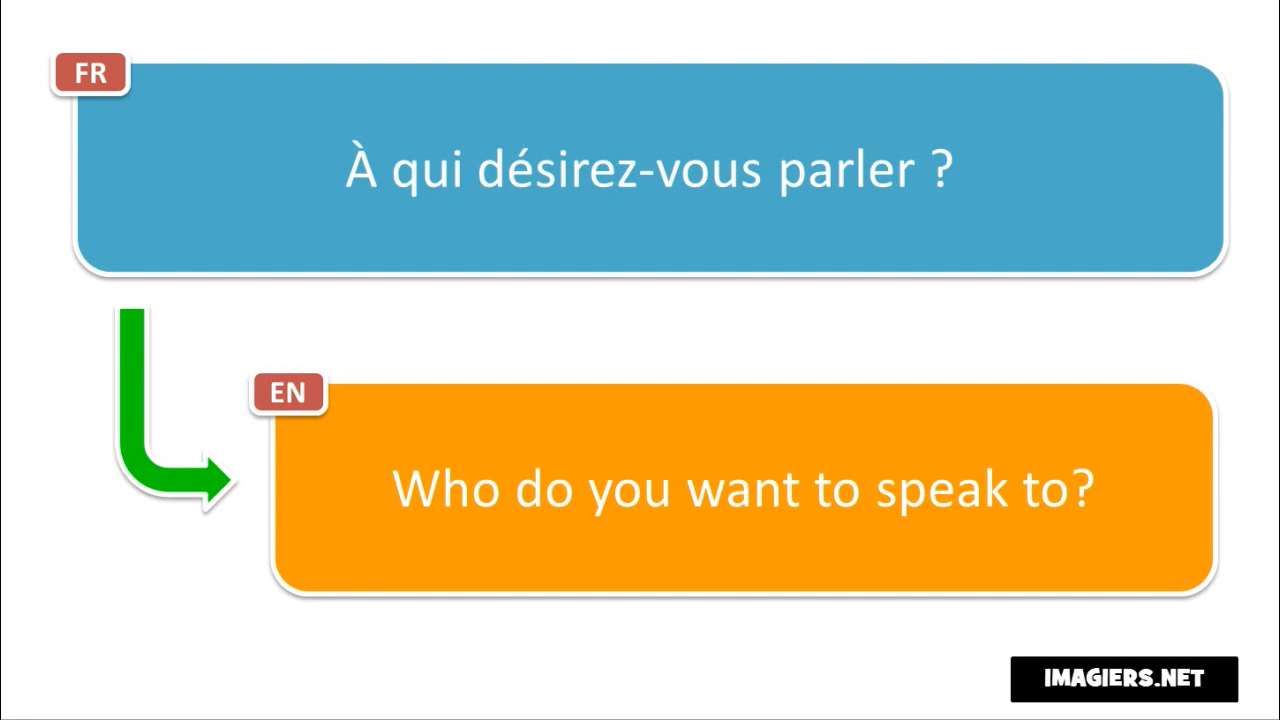 FR
À qui désirez-vous parler ?
EN
Who do you want to speak to?
IMAGIERS.NET